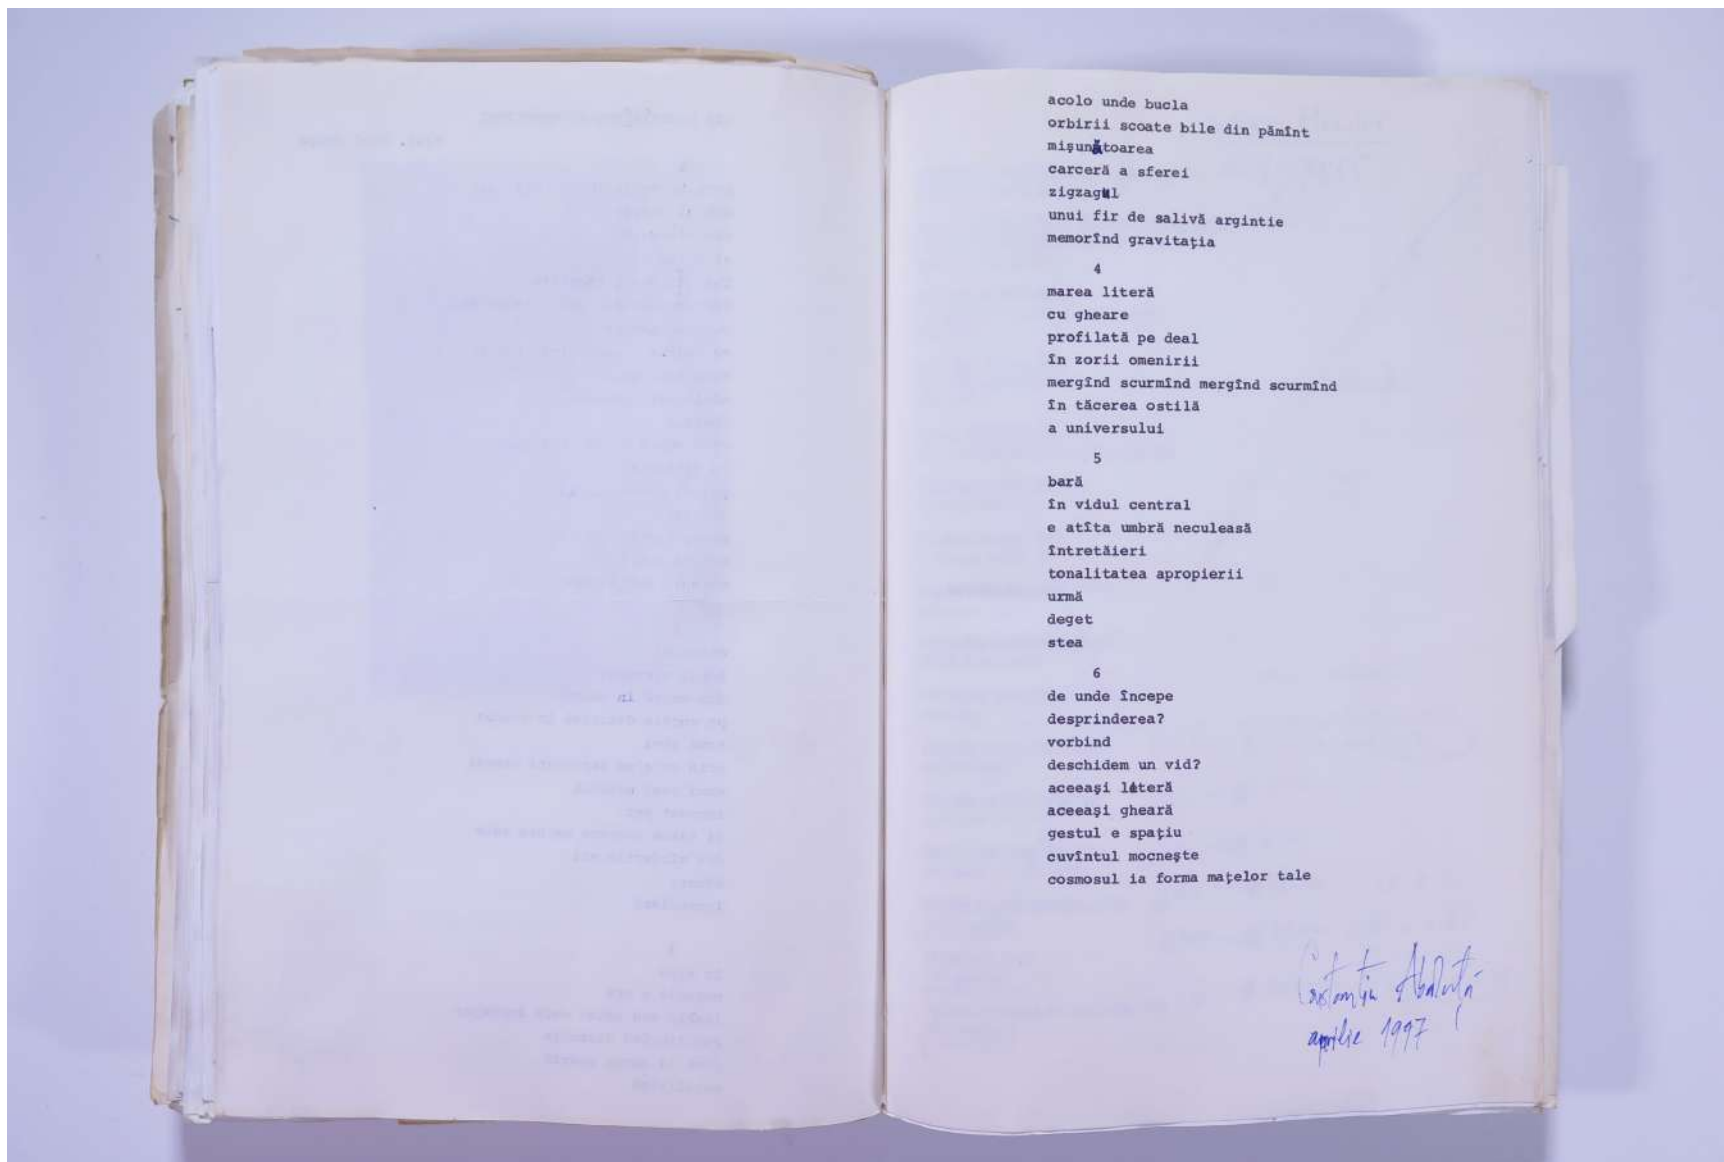 acolo unde bucla
orbirii scoate bile din pămînt
mişunătoarea
carceră a sferei
zigzagul
unui fir de salivă argintie
memorînd gravitaţia
4
marea literă
cu gheare
profilată pe deal
în zorii omenirii
mergînd scurmînd mergînd scurmînd
în tăcerea ostilă
a universului
5
bară
în vidul central
e atîta umbră neculeasă
întretăieri
tonalitatea apropierii
urmă
deget
stea
6
de unde începe
desprinderea?
vorbind
deschidem un vid?
aceeaşi literă
aceeaşi gheară
gestul e spaţiu
cuvîntul mocneşte
cosmosul ia forma maţelor tale
Constantin Abăluţă
aprilie 1997